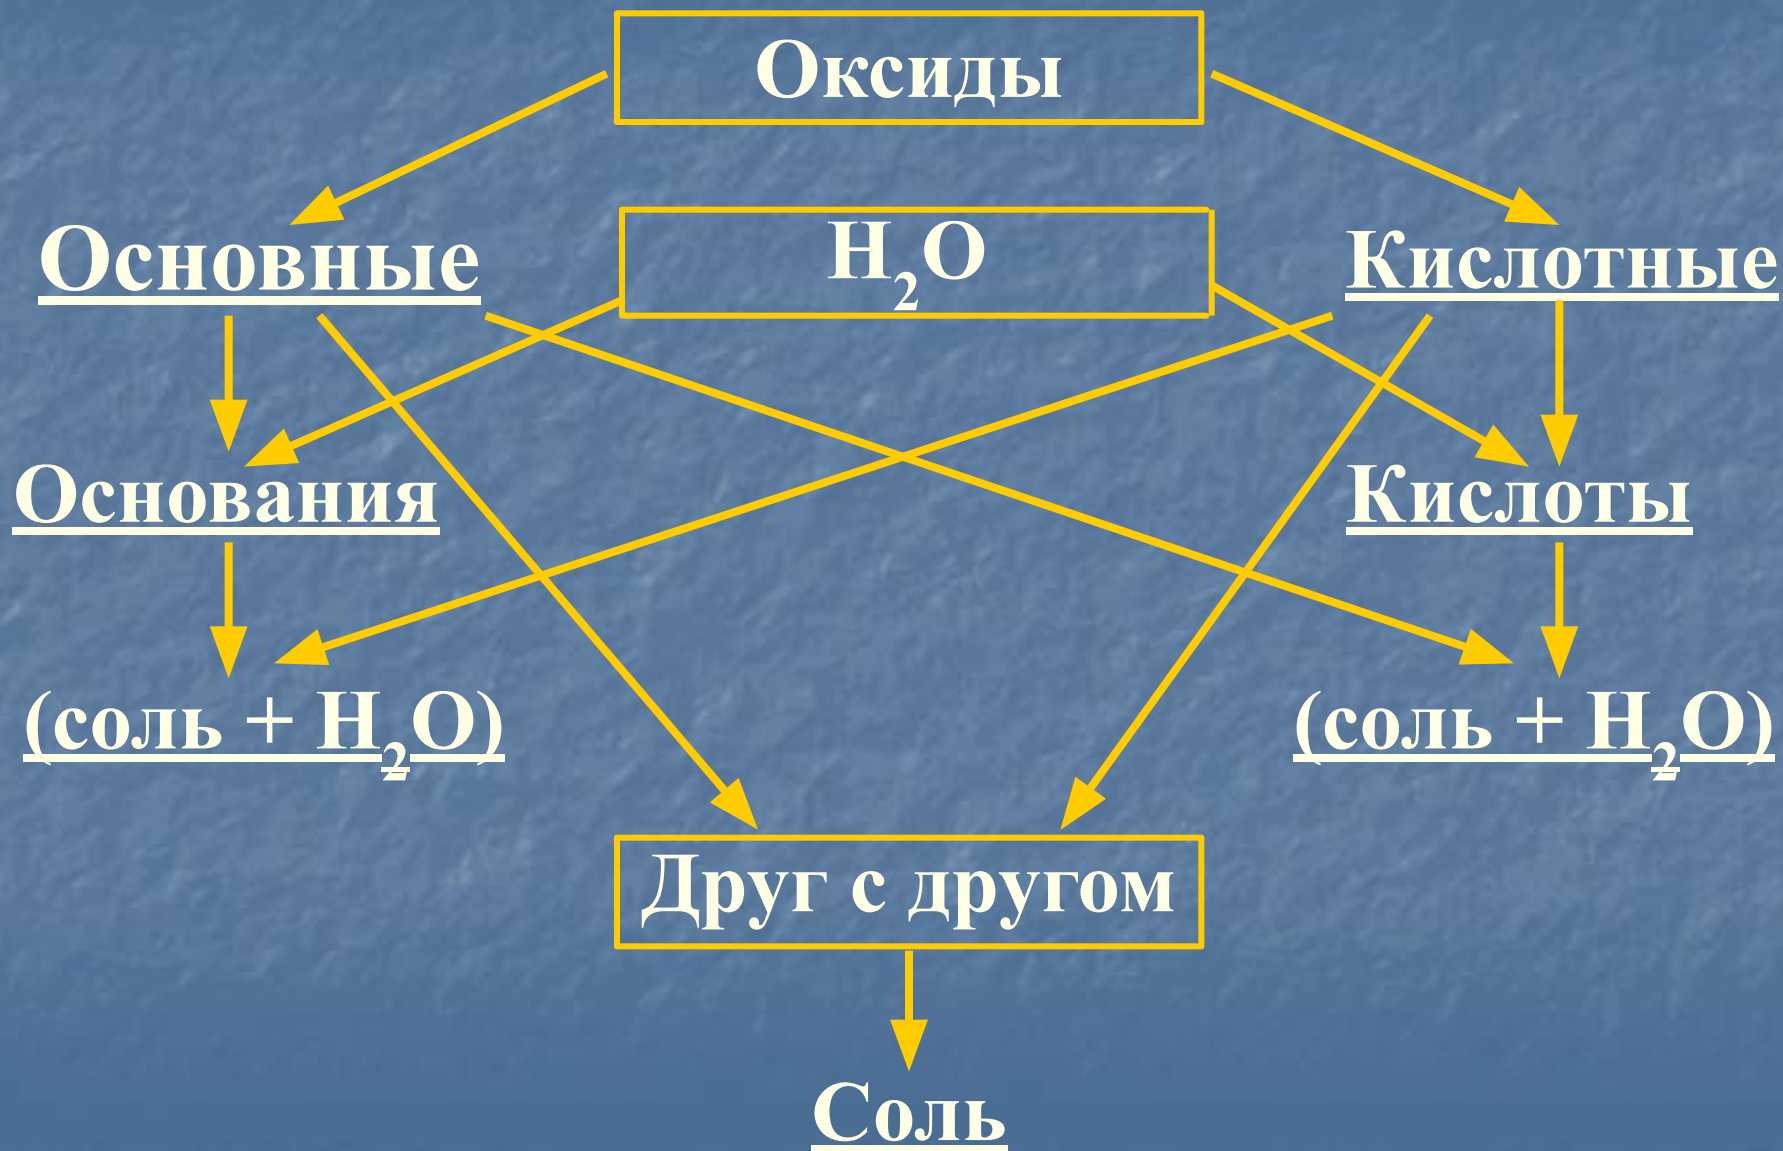 Оксиды
Основные
H₂O
Кислотные
Основания
Кислоты
(соль + H₂O)
(соль + H₂O)
Друг с другом
Соль